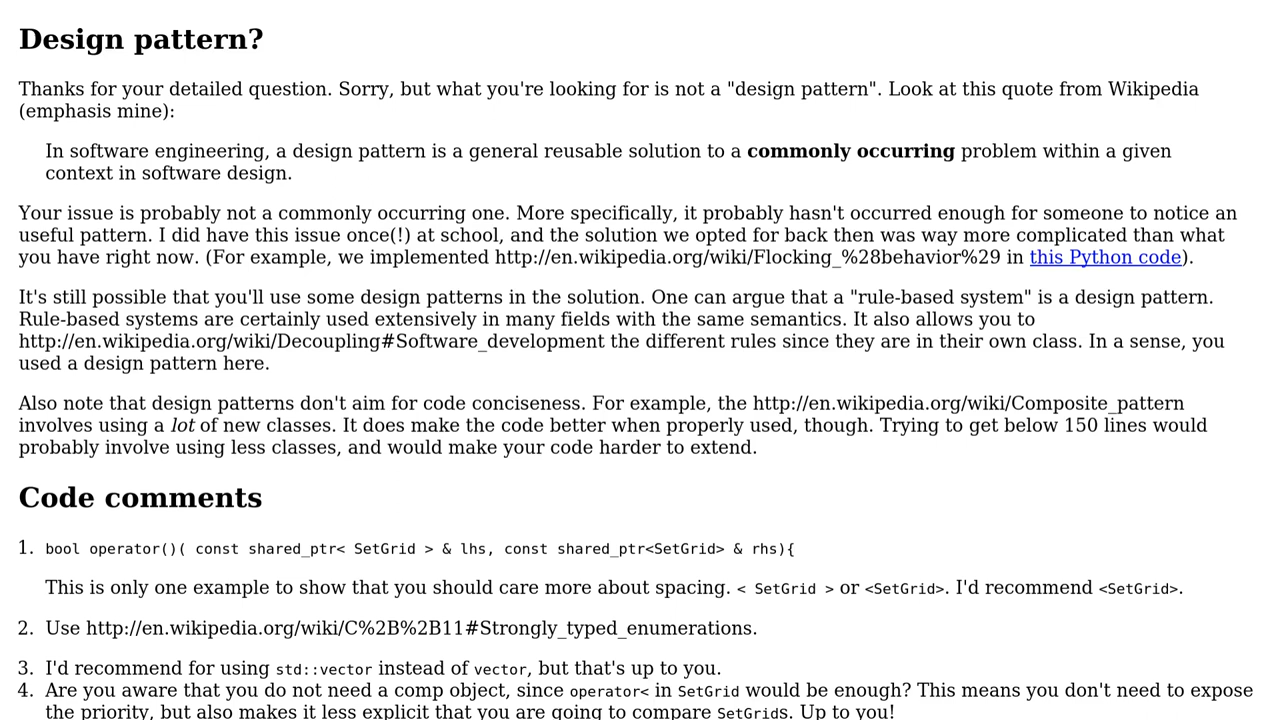 Design pattern?
Thanks for your detailed question. Sorry, but what you're looking for is not a "design pattern". Look at this quote from Wikipedia
(emphasis mine):
In software engineering, a design pattern is a general reusable solution to a commonly occurring problem within a given
context in software design.
Your issue is probably not a commonly occurring one. More specifically, it probably hasn't occurred enough for someone to notice an
useful pattern. I did have this issue once(!) at school, and the solution we opted for back then was way more complicated than what
you have right now. (For example, we implemented http://en.wikipedia.org/wiki/Flocking_%28behavior%29 in this Python code).
It's still possible that you'll use some design patterns in the solution. One can argue that a "rule-based system" is a design pattern.
Rule-based systems are certainly used extensively in many fields with the same semantics. It also allows you to
http://en.wikipedia.org/wiki/Decoupling#Software_development the different rules since they are in their own class. In a sense, you
used a design pattern here.
Also note that design patterns don't aim for code conciseness. For example, the http://en.wikipedia.org/wiki/Composite_pattern
involves using a lot of new classes. It does make the code better when properly used, though. Trying to get below 150 lines would
probably involve using less classes, and would make your code harder to extend.
Code comments
1. bool operator()( const shared_ptr< SetGrid > & lhs, const shared_ptr<SetGrid> & rhs){
This is only one example to show that you should care more about spacing. < SetGrid > or <SetGrid>. I'd recommend <SetGrid>.
2. Use http://en.wikipedia.org/wiki/C%2B%2B11#Strongly_typed_enumerations.
3. I'd recommend for using std::vector instead of vector, but that's up to you.
4. Are you aware that you do not need a comp object, since operator< in SetGrid would be enough? This means you don't need to expose
the priority, but also makes it less explicit that you are going to compare SetGrids. Up to you!